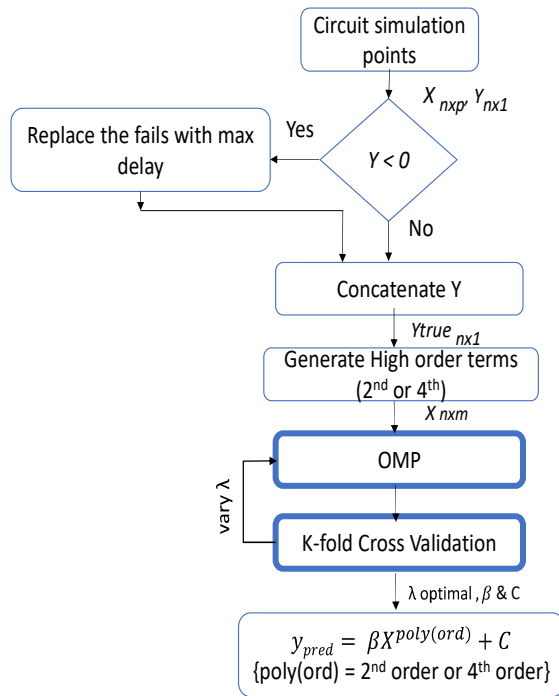 Circuit simulation
points
X nxp, Y nx1
Yes
Replace the fails with max
delay
Y < 0
No
Concatenate Y
Ytrue nx1
Generate High order terms
(2nd or 4th)
X nxm
OMP
vary λ
K-fold Cross Validation
λ optimal , β & C
y_pred = βX^poly(ord) + C
{poly(ord) = 2nd order or 4th order}